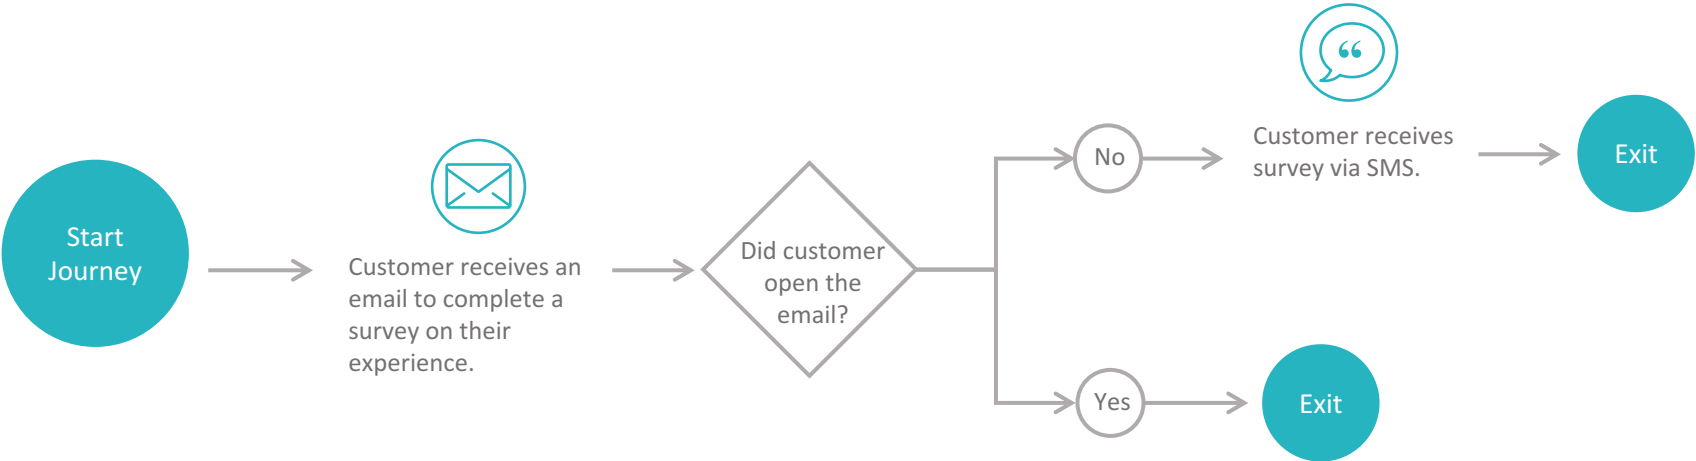 Start
Journey
Customer receives an
email to complete a
survey on their
experience.
Did customer
open the
email?
No
“
Customer receives
survey via SMS.
Exit
Yes
Exit